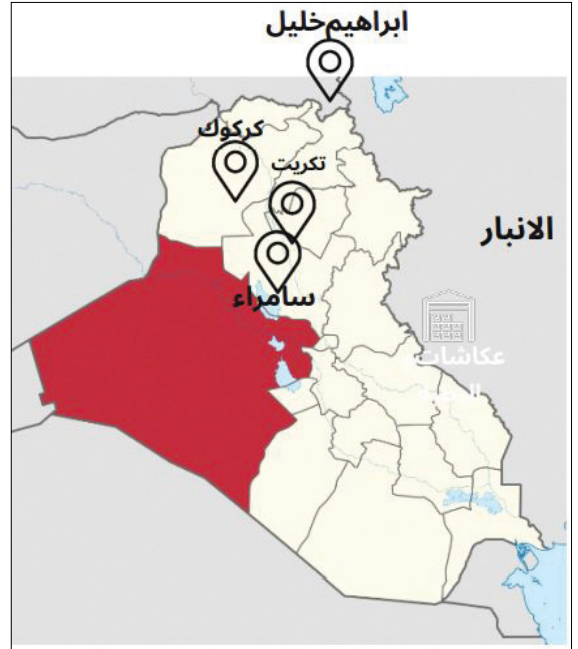 ابراهيم خليل
كركوك
تكريت
الانبار
سامراء
عكاشات